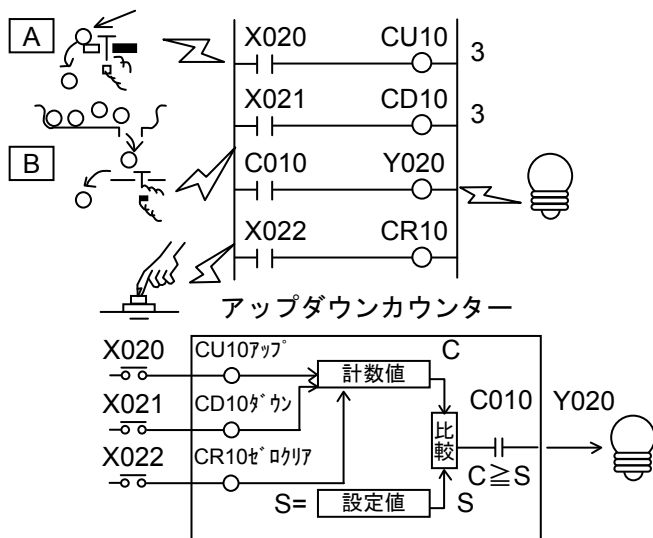 A
X020 CU10 3
X021 CD10 3
B
C010 Y020
X022 CR10
アップダウンカウンター
X020 CU10ｱｯﾌﾟ 計数値 C
X021 CD10ﾀﾞｳﾝ 比較 C010 Y020
X022 CR10ｾﾞﾛｸﾘｱ C≧S
S= 設定値 S